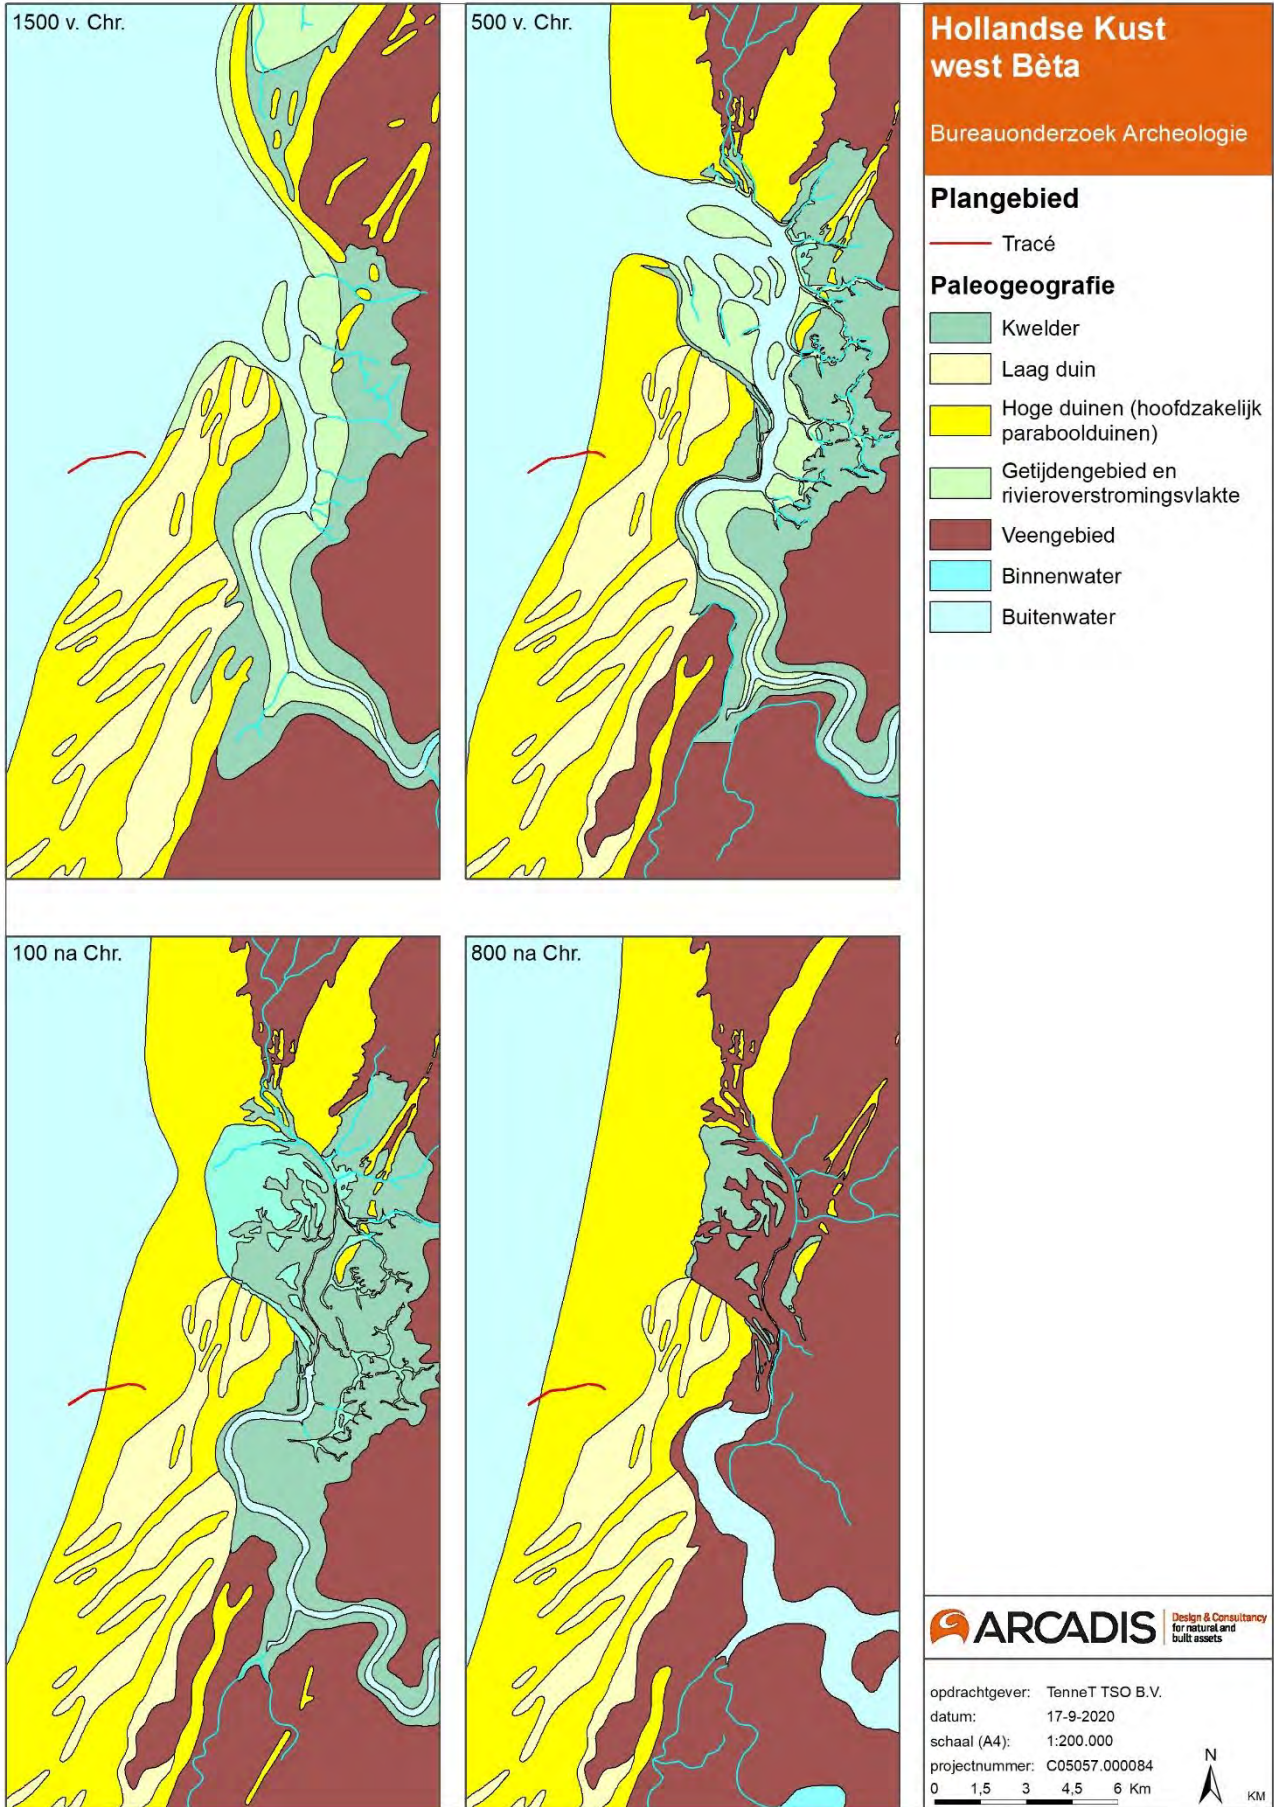 1500 v. Chr.
500 v. Chr.
100 na Chr.
800 na Chr.
Hollandse Kust
west Bèta
Bureauonderzoek Archeologie
Plangebied
Tracé
Paleogeografie
Kwelder
Laag duin
Hoge duinen (hoofdzakelijk
paraboolduinen)
Getijdengebied en
rivieroverstromingsvlakte
Veengebied
Binnenwater
Buitenwater
ARCADIS
Design & Consultancy
for natural and
built assets
opdrachtgever: TenneT TSO B.V.
datum: 17-9-2020
schaal (A4): 1:200.000
projectnummer: C05057.000084
0 1,5 3 4,5 6 Km
N
KM